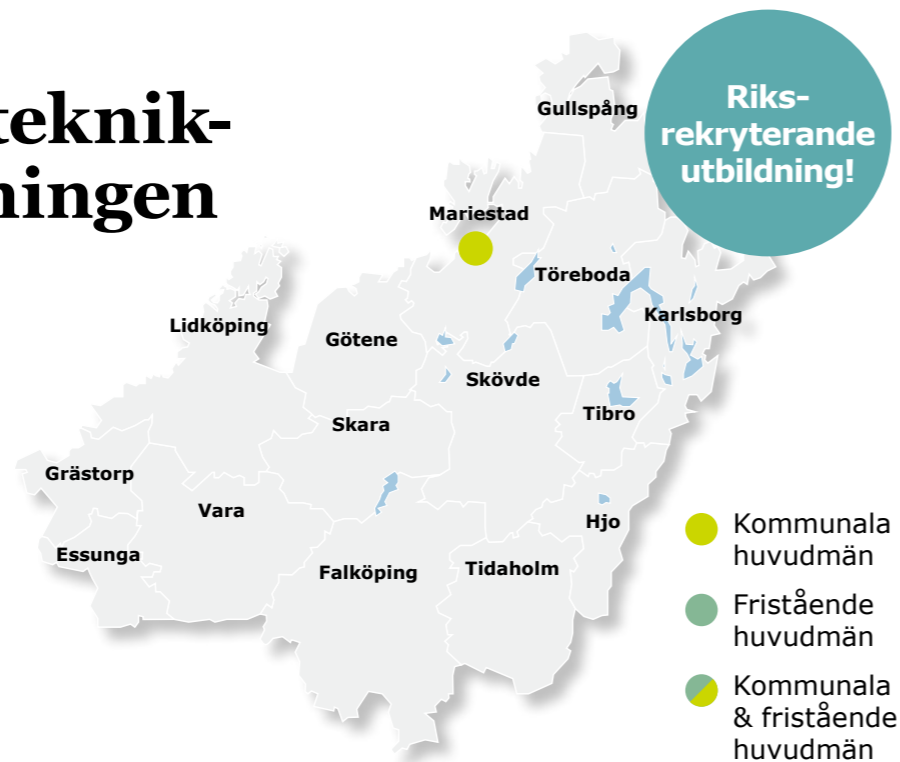 teknik-
ningen
Riks-
rekryterande
utbildning!
Gullspång
Mariestad
Töreboda
Karlsborg
Lidköping
Götene
Skövde
Tibro
Skara
Grästorp
Vara
Hjo
Essunga
Falköping
Tidaholm
Kommunala
huvudmän
Fristående
huvudmän
Kommunala
& fristående
huvudmän